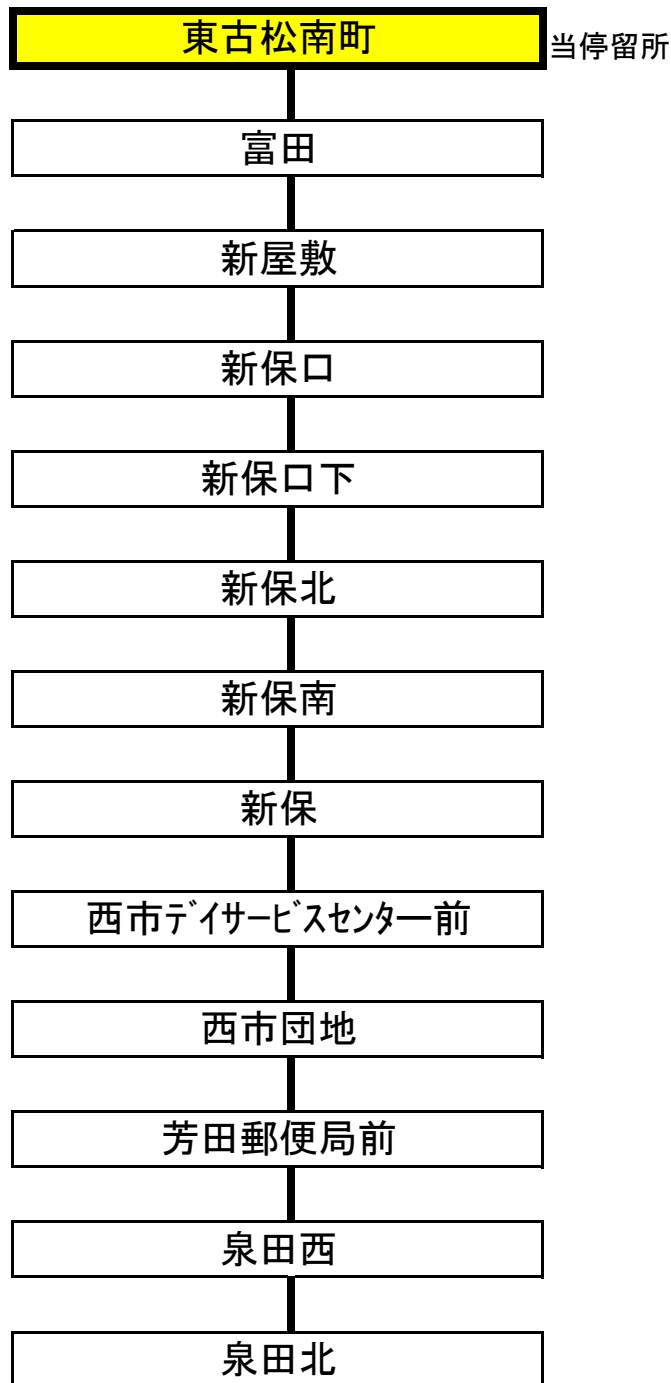 東古松南町 当停留所
富田
新屋敷
新保口
新保口下
新保北
新保南
新保
西市ﾃﾞｲｻｰﾋﾞｽｾﾝﾀｰ前
西市団地
芳田郵便局前
泉田西
泉田北